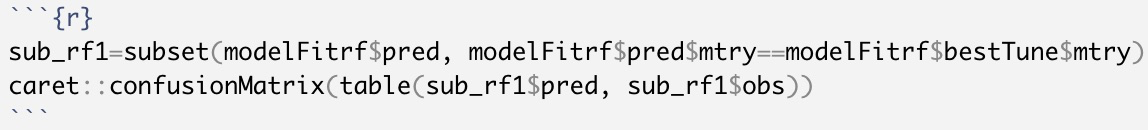 ```{r}
sub_rf1=subset(modelFitrf$pred, modelFitrf$pred$mtry==modelFitrf$bestTune$mtry)
caret::confusionMatrix(table(sub_rf1$pred, sub_rf1$obs))
```